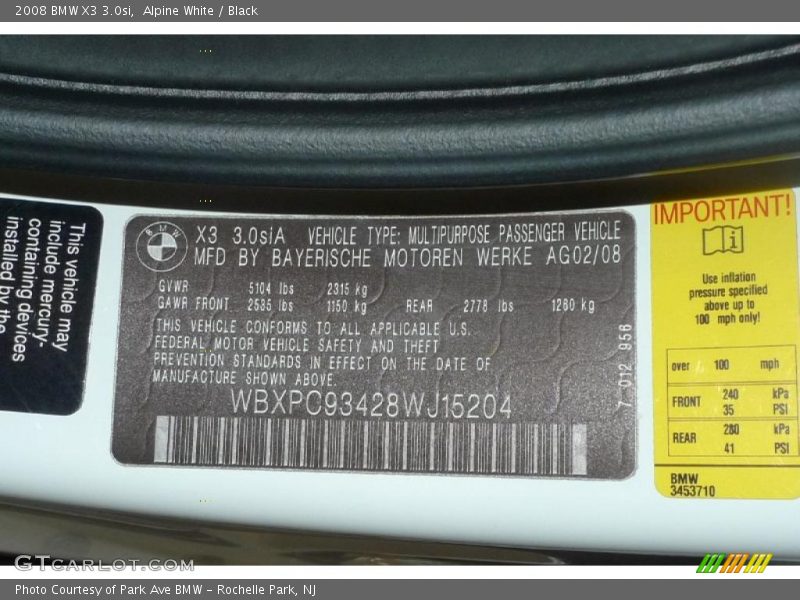 2008 BMW X3 3.0si, Alpine White / Black
This vehicle may
include mercury-
containing devices
installed by the
BMW
X3 3.0siA VEHICLE TYPE: MULTIPURPOSE PASSENGER VEHICLE
MFD BY BAYERISCHE MOTOREN WERKE AG02/08
GVWR 5104 lbs 2315 kg
GAWR FRONT 2535 lbs 1150 kg REAR 2778 lbs 1260 kg
THIS VEHICLE CONFORMS TO ALL APPLICABLE U.S.
FEDERAL MOTOR VEHICLE SAFETY AND THEFT
PREVENTION STANDARDS IN EFFECT ON THE DATE OF
MANUFACTURE SHOWN ABOVE.
WBXPC93428WJ15204
7 012 956
IMPORTANT!
Use inflation
pressure specified
above up to
100 mph only!
over 100 mph
FRONT 240 kPa
35 PSI
REAR 280 kPa
41 PSI
BMW
3453710
GTCARLOT.COM
Photo Courtesy of Park Ave BMW - Rochelle Park, NJ